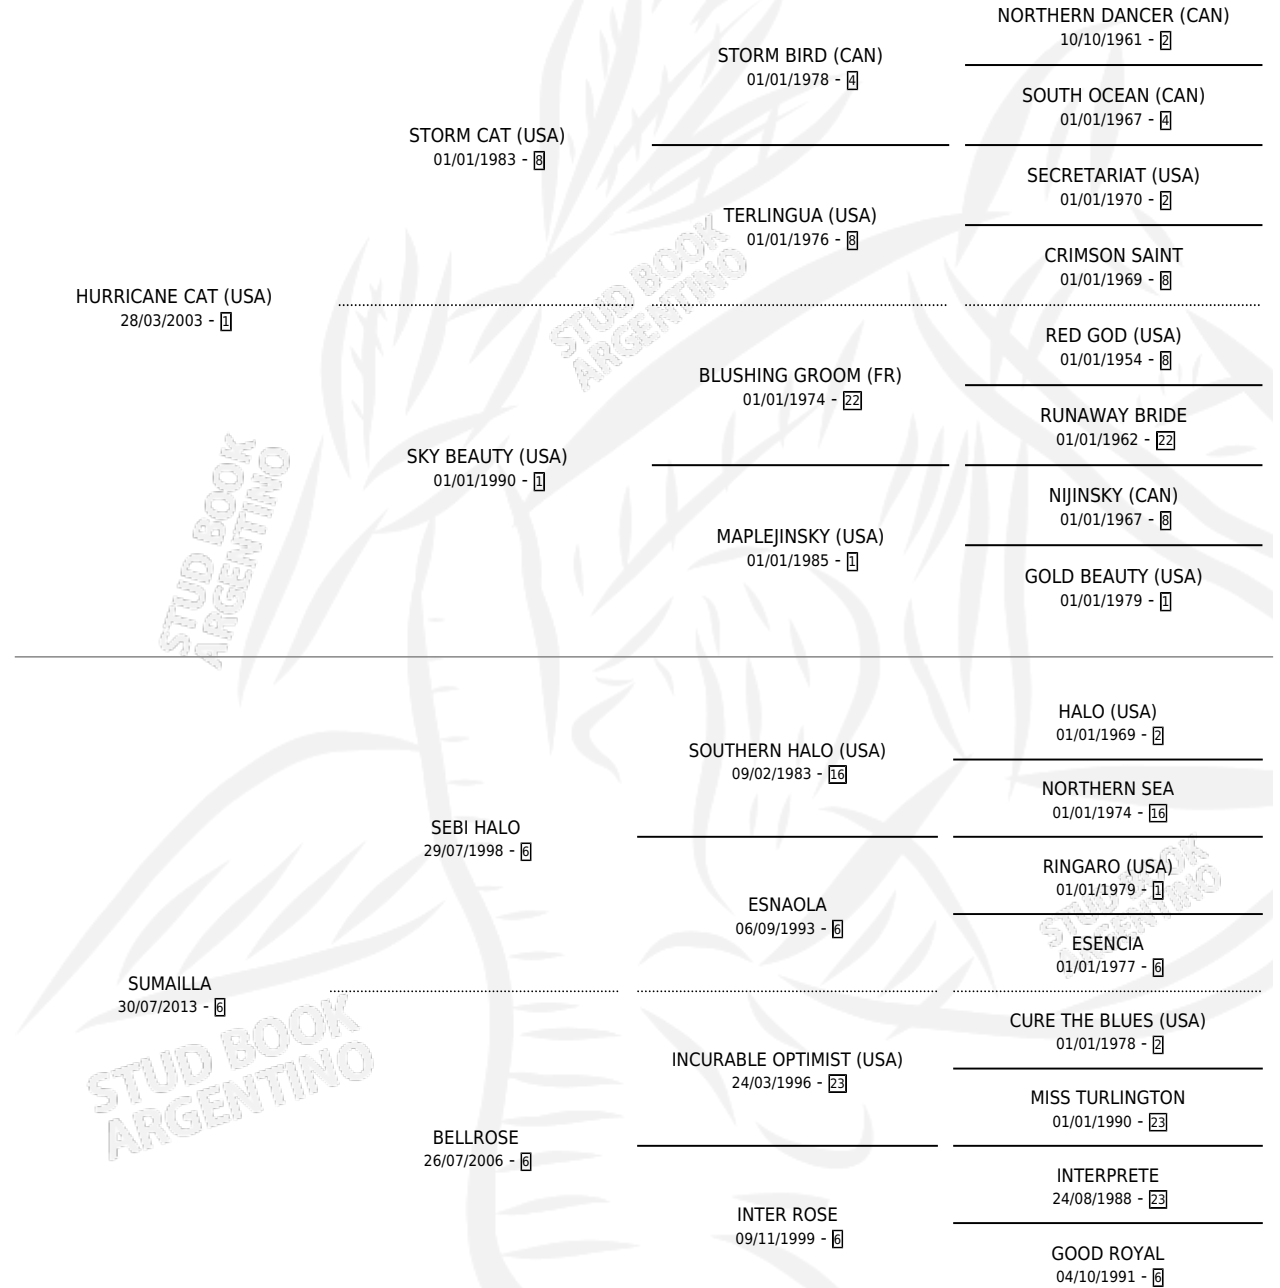 NORTHERN DANCER (CAN)
10/10/1961 - 2
STORM BIRD (CAN)
01/01/1978 - 4
SOUTH OCEAN (CAN)
01/01/1967 - 4
STORM CAT (USA)
01/01/1983 - 8
SECRETARIAT (USA)
01/01/1970 - 2
TERLINGUA (USA)
01/01/1976 - 8
CRIMSON SAINT
01/01/1969 - 8
HURRICANE CAT (USA)
28/03/2003 - 1
RED GOD (USA)
01/01/1954 - 8
BLUSHING GROOM (FR)
01/01/1974 - 22
RUNAWAY BRIDE
01/01/1962 - 22
SKY BEAUTY (USA)
01/01/1990 - 1
NIJINSKY (CAN)
01/01/1967 - 8
MAPLEJINSKY (USA)
01/01/1985 - 1
GOLD BEAUTY (USA)
01/01/1979 - 1
HALO (USA)
01/01/1969 - 2
SOUTHERN HALO (USA)
09/02/1983 - 16
NORTHERN SEA
01/01/1974 - 16
SEBI HALO
29/07/1998 - 6
RINGARO (USA)
01/01/1979 - 1
ESNAOLA
06/09/1993 - 6
ESENCIA
01/01/1977 - 6
SUMAILLA
30/07/2013 - 6
CURE THE BLUES (USA)
01/01/1978 - 2
INCURABLE OPTIMIST (USA)
24/03/1996 - 23
MISS TURLINGTON
01/01/1990 - 23
BELLROSE
26/07/2006 - 6
INTERPRETE
24/08/1988 - 23
INTER ROSE
09/11/1999 - 6
GOOD ROYAL
04/10/1991 - 6
STUD BOOK
ARGENTINO
STUD BOOK
ARGENTINO
STUD BOOK
ARGENTINO
STUD BOOK
ARGENTINO